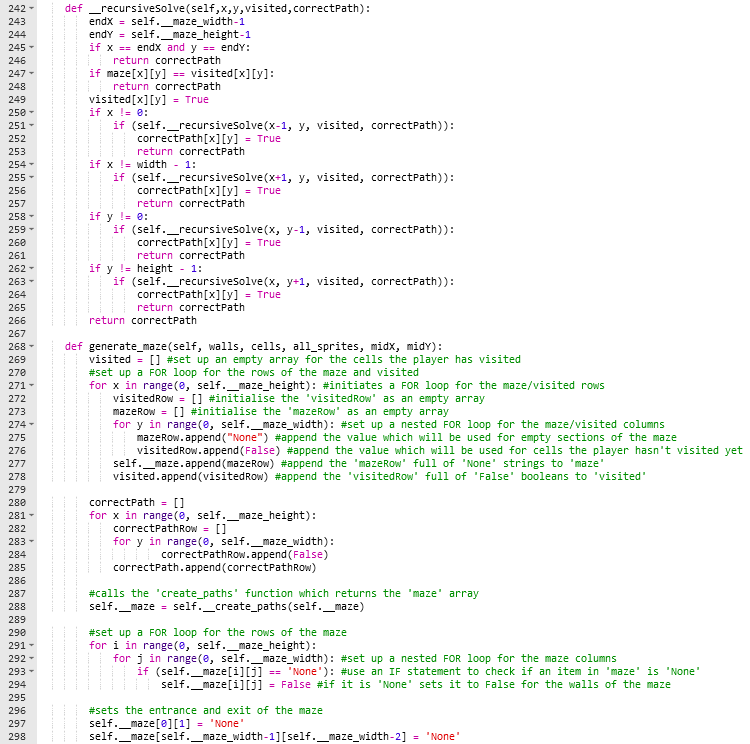 242 def __recursiveSolve(self,x,y,visited,correctPath):
243 endX = self.__maze_width-1
244 endY = self.__maze_height-1
245 if x == endX and y == endY:
246 return correctPath
247 if maze[x][y] == visited[x][y]:
248 return correctPath
249 visited[x][y] = True
250 if x != 0:
251 if (self.__recursiveSolve(x-1, y, visited, correctPath)):
252 correctPath[x][y] = True
253 return correctPath
254 if x != width - 1:
255 if (self.__recursiveSolve(x+1, y, visited, correctPath)):
256 correctPath[x][y] = True
257 return correctPath
258 if y != 0:
259 if (self.__recursiveSolve(x, y-1, visited, correctPath)):
260 correctPath[x][y] = True
261 return correctPath
262 if y != height - 1:
263 if (self.__recursiveSolve(x, y+1, visited, correctPath)):
264 correctPath[x][y] = True
265 return correctPath
266 return correctPath
267
268 def generate_maze(self, walls, cells, all_sprites, midX, midY):
269 visited = [] #set up an empty array for the cells the player has visited
270 #set up a FOR loop for the rows of the maze and visited
271 for x in range(0, self.__maze_height): #initiates a FOR loop for the maze/visited rows
272 visitedRow = [] #initialise the 'visitedRow' as an empty array
273 mazeRow = [] #initialise the 'mazeRow' as an empty array
274 for y in range(0, self.__maze_width): #set up a nested FOR loop for the maze/visited columns
275 mazeRow.append("None") #append the value which will be used for empty sections of the maze
276 visitedRow.append(False) #append the value which will be used for cells the player hasn't visited yet
277 self.__maze.append(mazeRow) #append the 'mazeRow' full of 'None' strings to 'maze'
278 visited.append(visitedRow) #append the 'visitedRow' full of 'False' booleans to 'visited'
279
280 correctPath = []
281 for x in range(0, self.__maze_height):
282 correctPathRow = []
283 for y in range(0, self.__maze_width):
284 correctPathRow.append(False)
285 correctPath.append(correctPathRow)
286
287 #calls the 'create_paths' function which returns the 'maze' array
288 self.__maze = self.__create_paths(self.__maze)
289
290 #set up a FOR loop for the rows of the maze
291 for i in range(0, self.__maze_height):
292 for j in range(0, self.__maze_width): #set up a nested FOR loop for the maze columns
293 if (self.__maze[i][j] == 'None'): #use an IF statement to check if an item in 'maze' is 'None'
294 self.__maze[i][j] = False #if it is 'None' sets it to False for the walls of the maze
295
296 #sets the entrance and exit of the maze
297 self.__maze[0][1] = 'None'
298 self.__maze[self.__maze_width-1][self.__maze_width-2] = 'None'